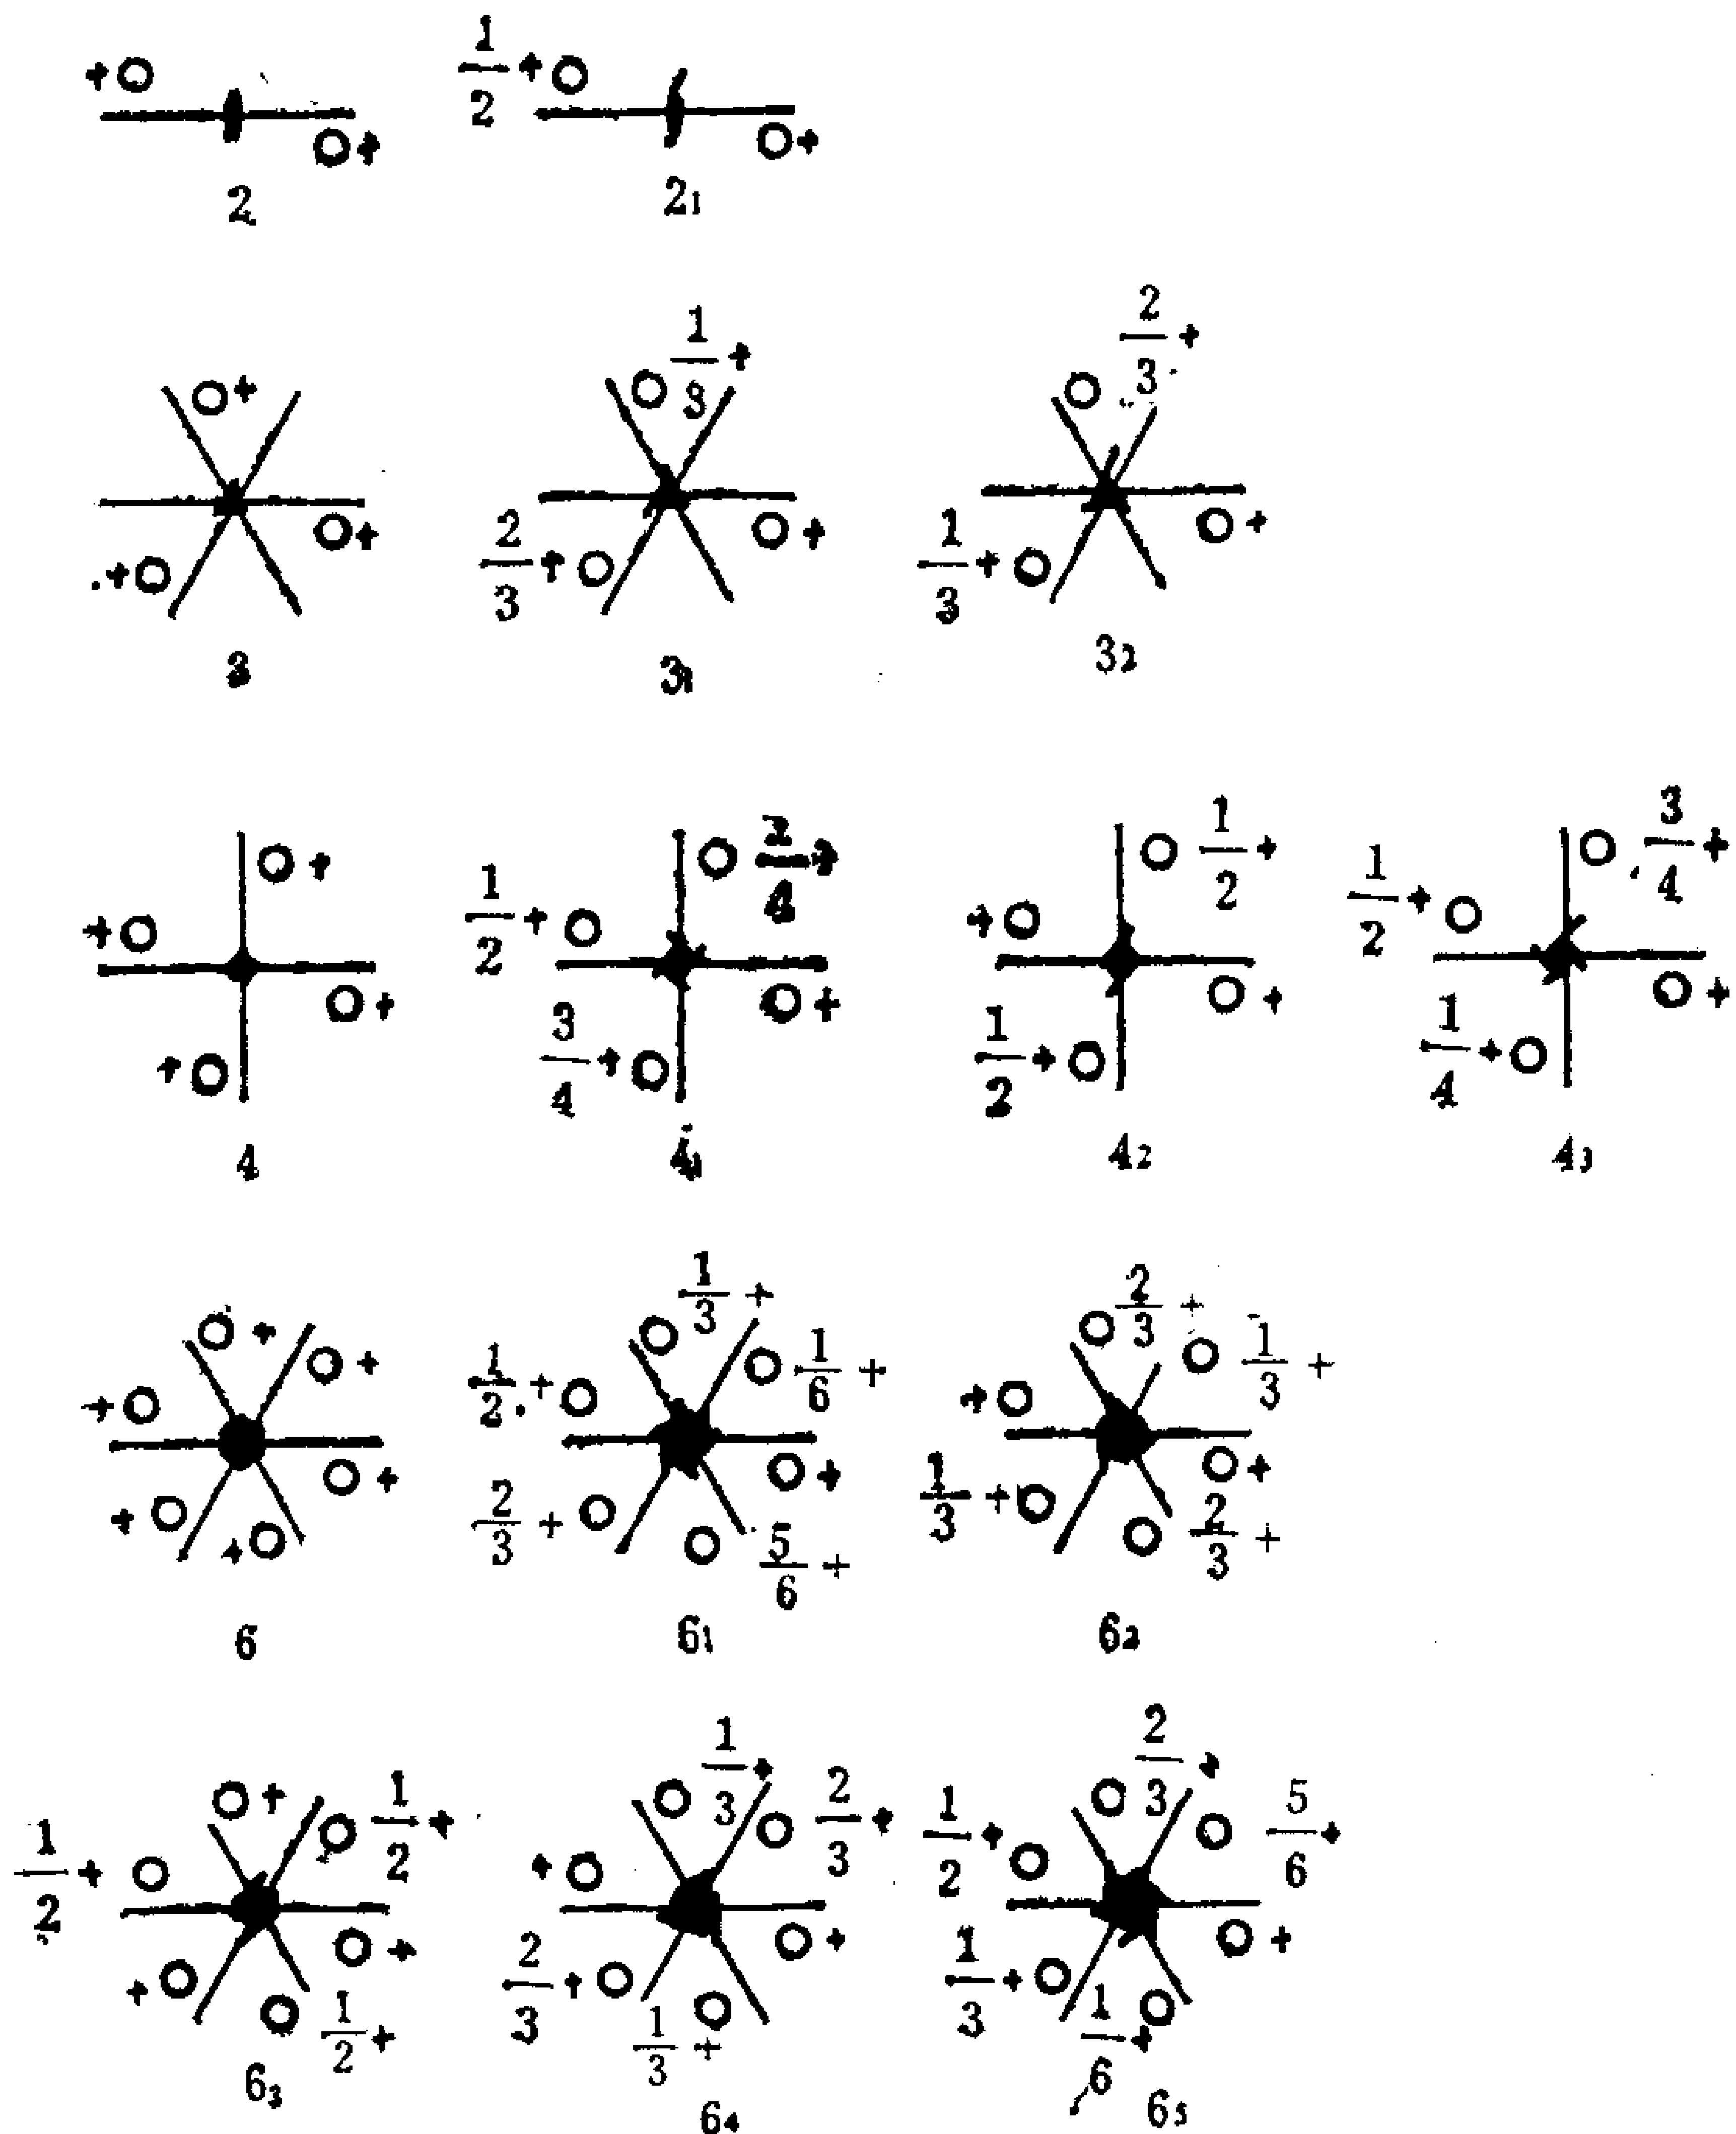 + +
1/2 + +
2 2₁
+ + +
1/3 + 2/3 + +
2/3 + 1/3 + +
3 3₁ 3₂
+ + + +
1/2 + + 3/4 + +
+ 1/2 + 1/2 + +
1/2 + 3/4 + 1/4 + +
4 4₁ 4₂ 4₃
+ + + + + +
1/3 + 1/6 + 1/2 + + 2/3 + 5/6 +
2/3 + 1/3 + + + 1/3 + 2/3 +
6 6₁ 6₂
+ 1/2 + 1/2 + + + 1/2 +
1/3 + 2/3 + + + 2/3 + 1/3 +
2/3 + 5/6 + 1/2 + + 1/3 + 1/6 +
6₃ 6₄ 6₅